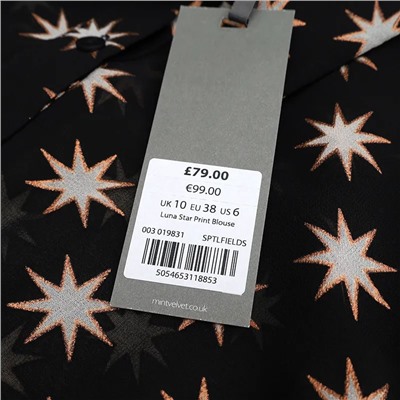 £79.00
€99.00
UK 10 EU 38 US 6
Luna Star Print Blouse
003 019831 SPTLFIELDS
5054653118853
mintvelvet.co.uk